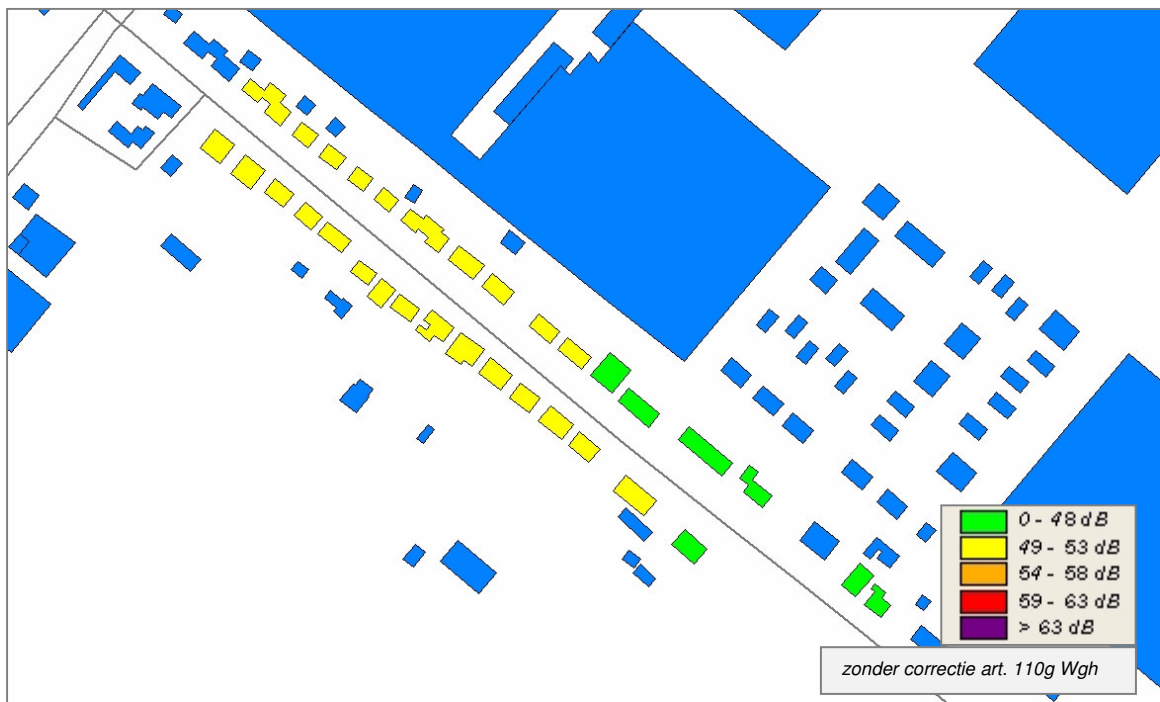 0 - 48 dB
49 - 53 dB
54 - 58 dB
59 - 63 dB
> 63 dB
zonder correctie art. 110g Wgh